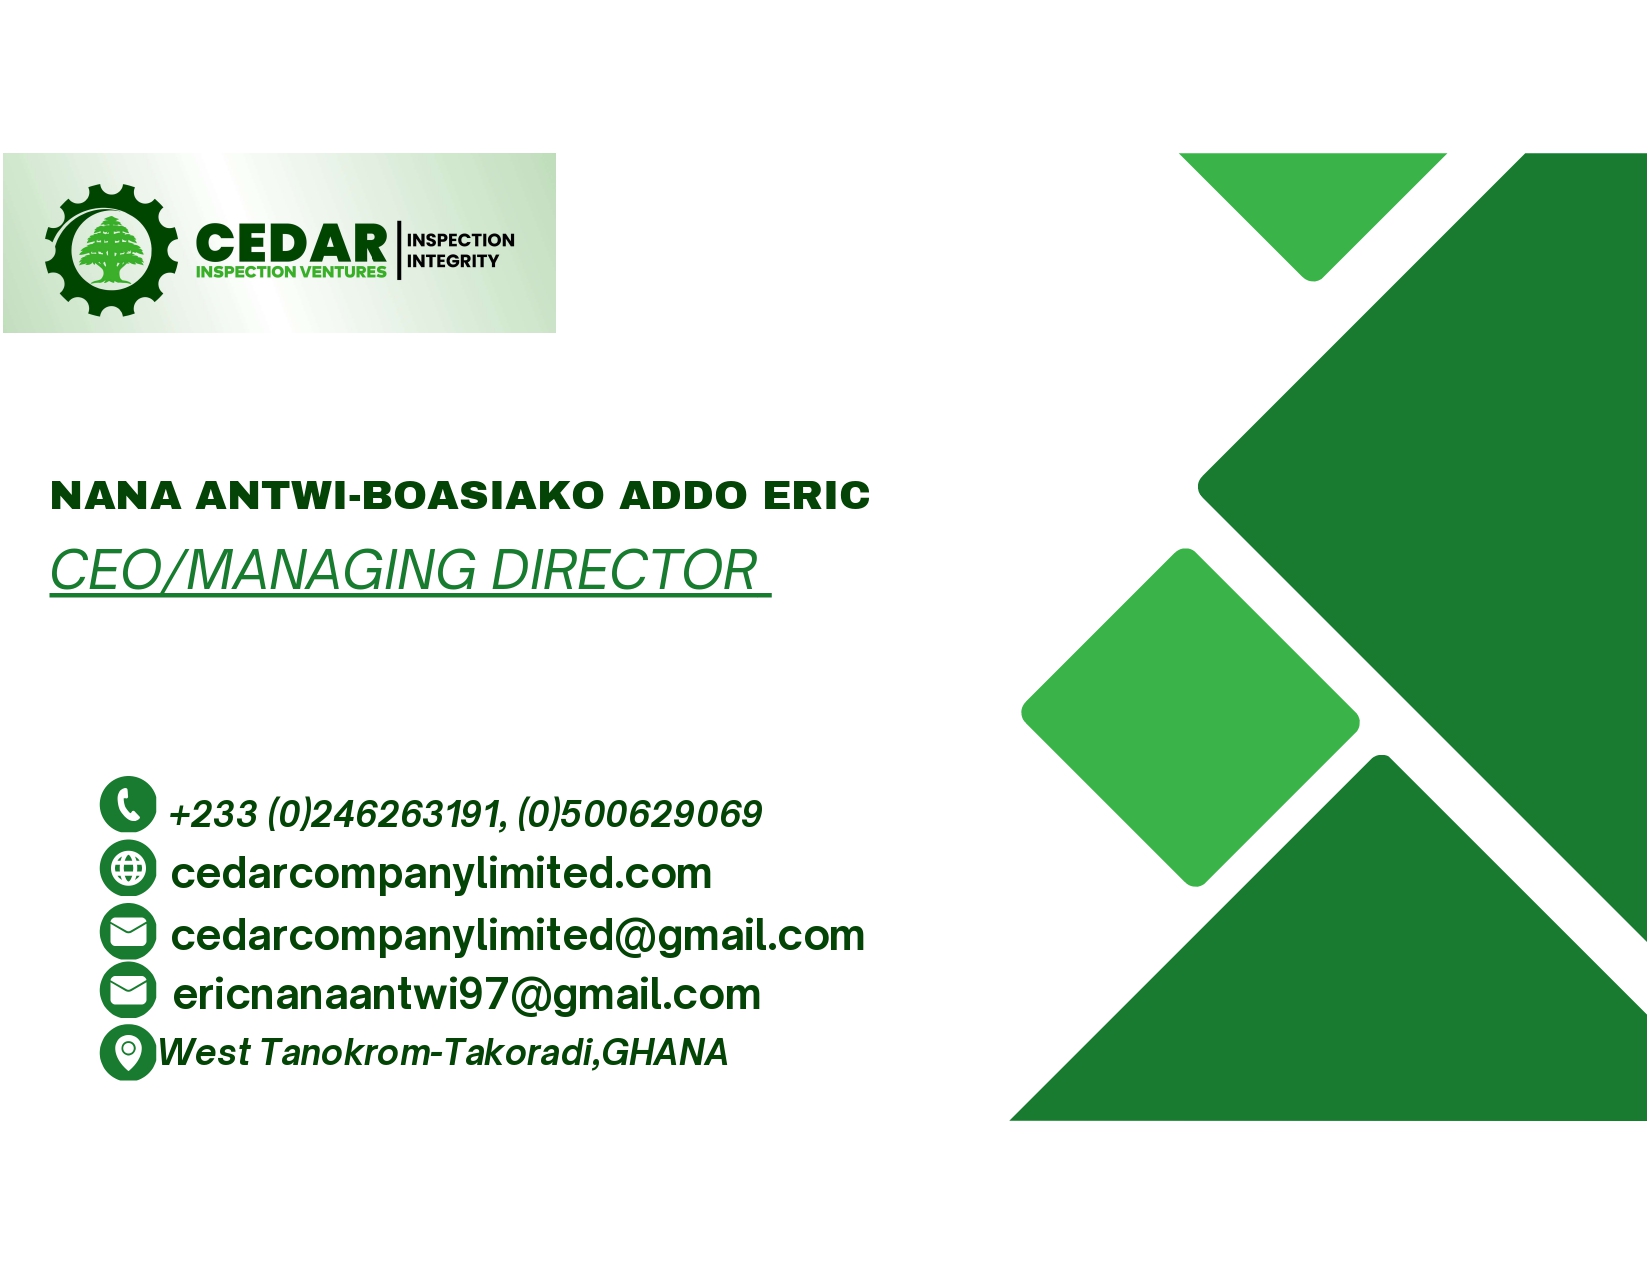 CEDAR
INSPECTION VENTURES
INSPECTION
INTEGRITY
NANA ANTWI-BOASIAKO ADDO ERIC
CEO/MANAGING DIRECTOR
+233 (0)246263191, (0)500629069
cedarcompanylimited.com
cedarcompanylimited@gmail.com
ericnanaantwi97@gmail.com
West Tanokrom-Takoradi,GHANA